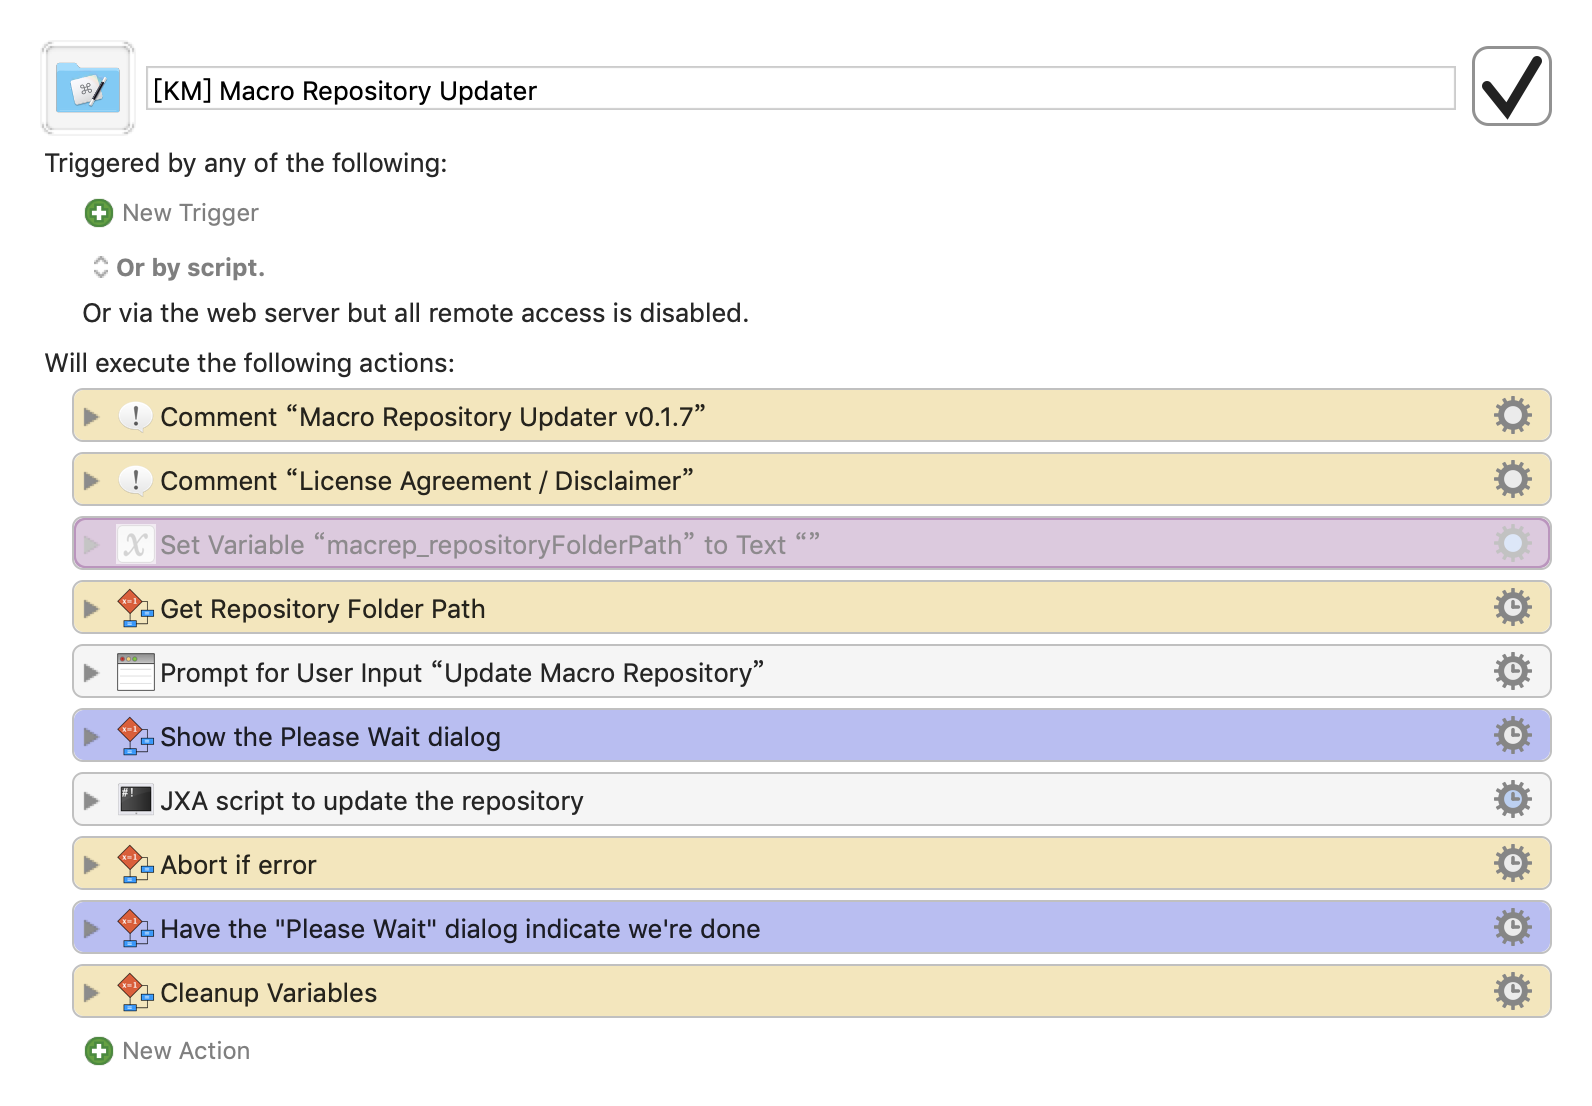 [KM] Macro Repository Updater
Triggered by any of the following:
New Trigger
Or by script.
Or via the web server but all remote access is disabled.
Will execute the following actions:
Comment “Macro Repository Updater v0.1.7”
Comment “License Agreement / Disclaimer”
Set Variable “macrep_repositoryFolderPath” to Text “”
Get Repository Folder Path
Prompt for User Input “Update Macro Repository”
Show the Please Wait dialog
JXA script to update the repository
Abort if error
Have the "Please Wait" dialog indicate we're done
Cleanup Variables
New Action